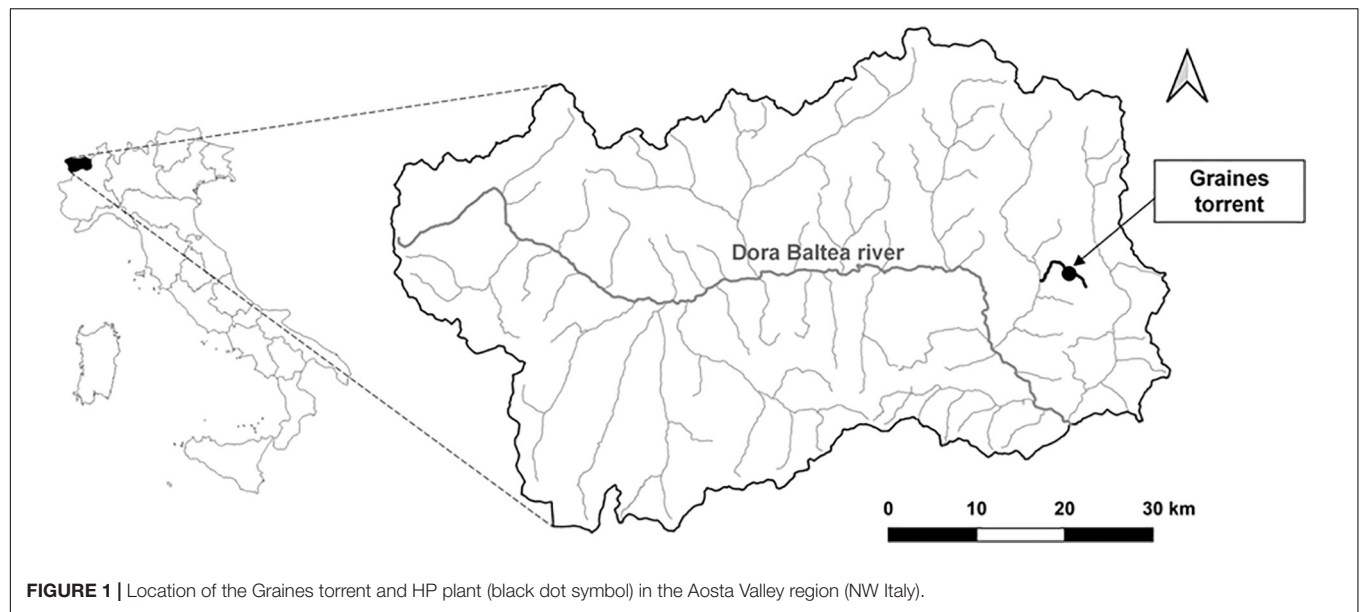 Graines
torrent
Dora Baltea river
0 10 20 30 km
FIGURE 1 | Location of the Graines torrent and HP plant (black dot symbol) in the Aosta Valley region (NW Italy).